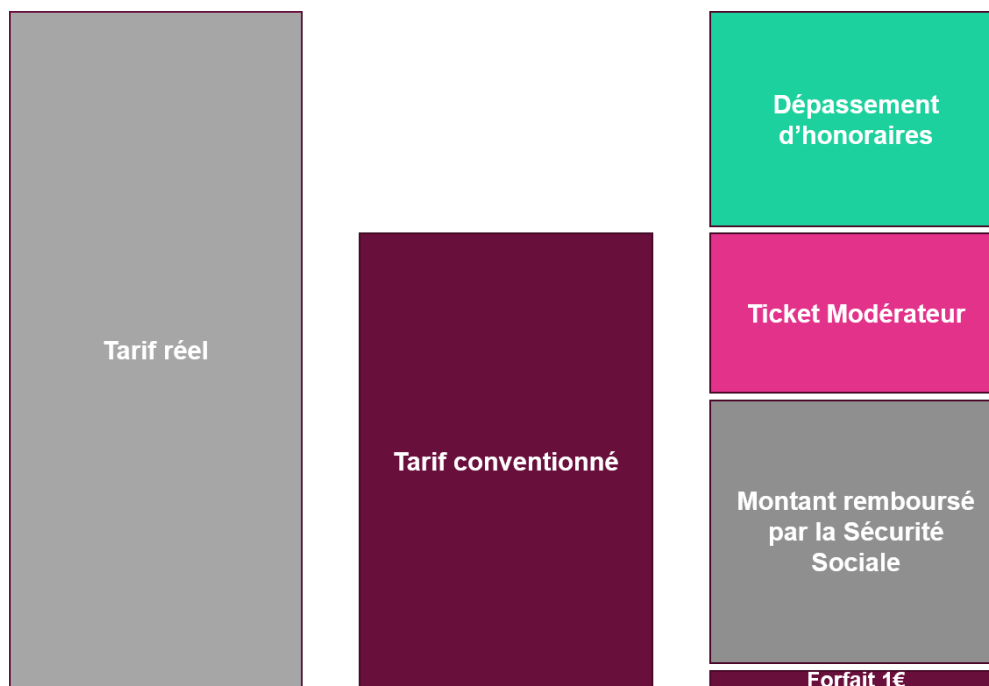 Tarif réel
Tarif conventionné
Dépassement
d’honoraires
Ticket Modérateur
Montant remboursé
par la Sécurité
Sociale
Forfait 1€